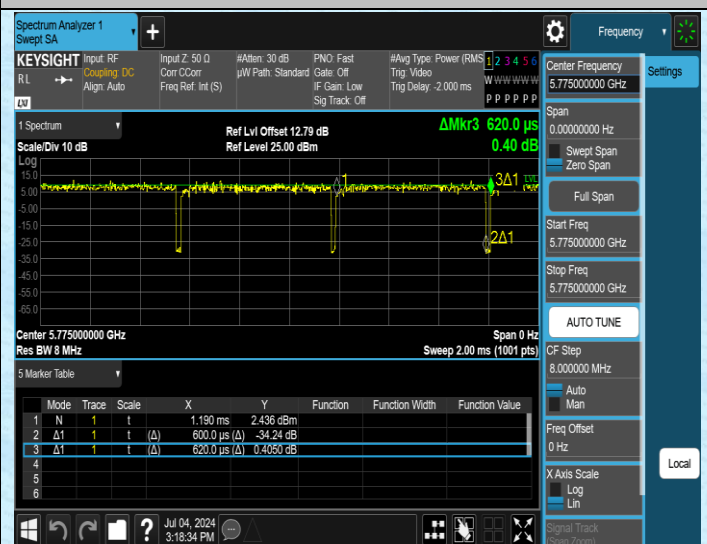 Spectrum Analyzer 1
Swept SA
Frequency
KEYSIGHT
RL
LXI
Input: RF
Coupling: DC
Align: Auto
Input Z: 50 Ω
Corr CCorr
Freq Ref: Int (S)
#Atten: 30 dB
µW Path: Standard
PNO: Fast
Gate: Off
IF Gain: Low
Sig Track: Off
#Avg Type: Power (RMS
Trig: Video
Trig Delay: -2.000 ms
1 2 3 4 5 6
W W W W W W
P P P P P P
1 Spectrum
Scale/Div 10 dB
Ref Lvl Offset 12.79 dB
Ref Level 25.00 dBm
ΔMkr3 620.0 µs
0.40 dB
Log
15.0
5.00
-5.00
-15.0
-25.0
-35.0
-45.0
-55.0
-65.0
1
3Δ1
2Δ1
Center 5.775000000 GHz
Res BW 8 MHz
Span 0 Hz
Sweep 2.00 ms (1001 pts)
5 Marker Table
Mode Trace Scale X Y Function Function Width Function Value
1 N 1 t 1.190 ms 2.436 dBm
2 Δ1 1 t (Δ) 600.0 µs (Δ) -34.24 dB
3 Δ1 1 t (Δ) 620.0 µs (Δ) 0.4050 dB
4
5
6
Jul 04, 2024
3:18:34 PM
Center Frequency
5.775000000 GHz
Span
0.00000000 Hz
Swept Span
Zero Span
Full Span
Start Freq
5.775000000 GHz
Stop Freq
5.775000000 GHz
AUTO TUNE
CF Step
8.000000 MHz
Auto
Man
Freq Offset
0 Hz
X Axis Scale
Log
Lin
Signal Track
(Span Zoom)
Settings
Local